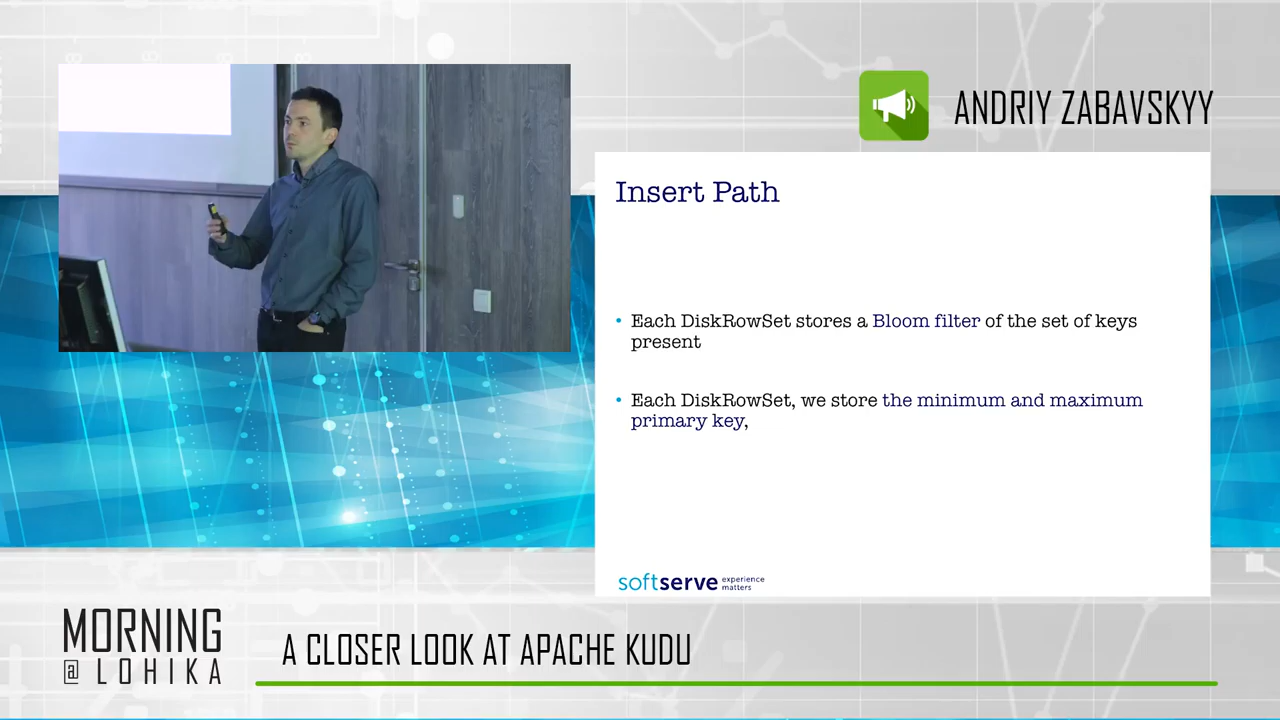 ANDRIY ZABAVSKYY
Insert Path
• Each DiskRowSet stores a Bloom filter of the set of keys
present
• Each DiskRowSet, we store the minimum and maximum
primary key,
softserve experience
matters
MORNING
@ LOHIKA
A CLOSER LOOK AT APACHE KUDU